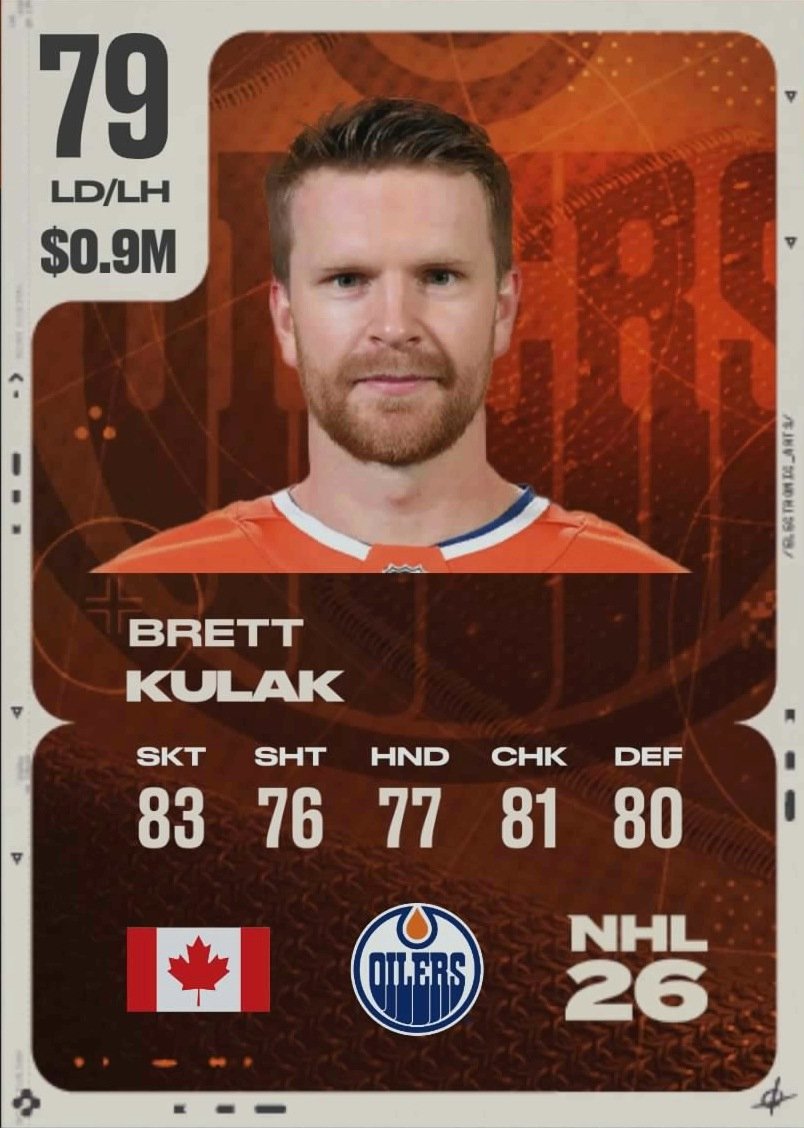 79
LD/LH
$0.9M
/ELECTRONIC_ARTS/
BRETT
KULAK
SKT SHT HND CHK DEF
83 76 77 81 80
OILERS
NHL
26